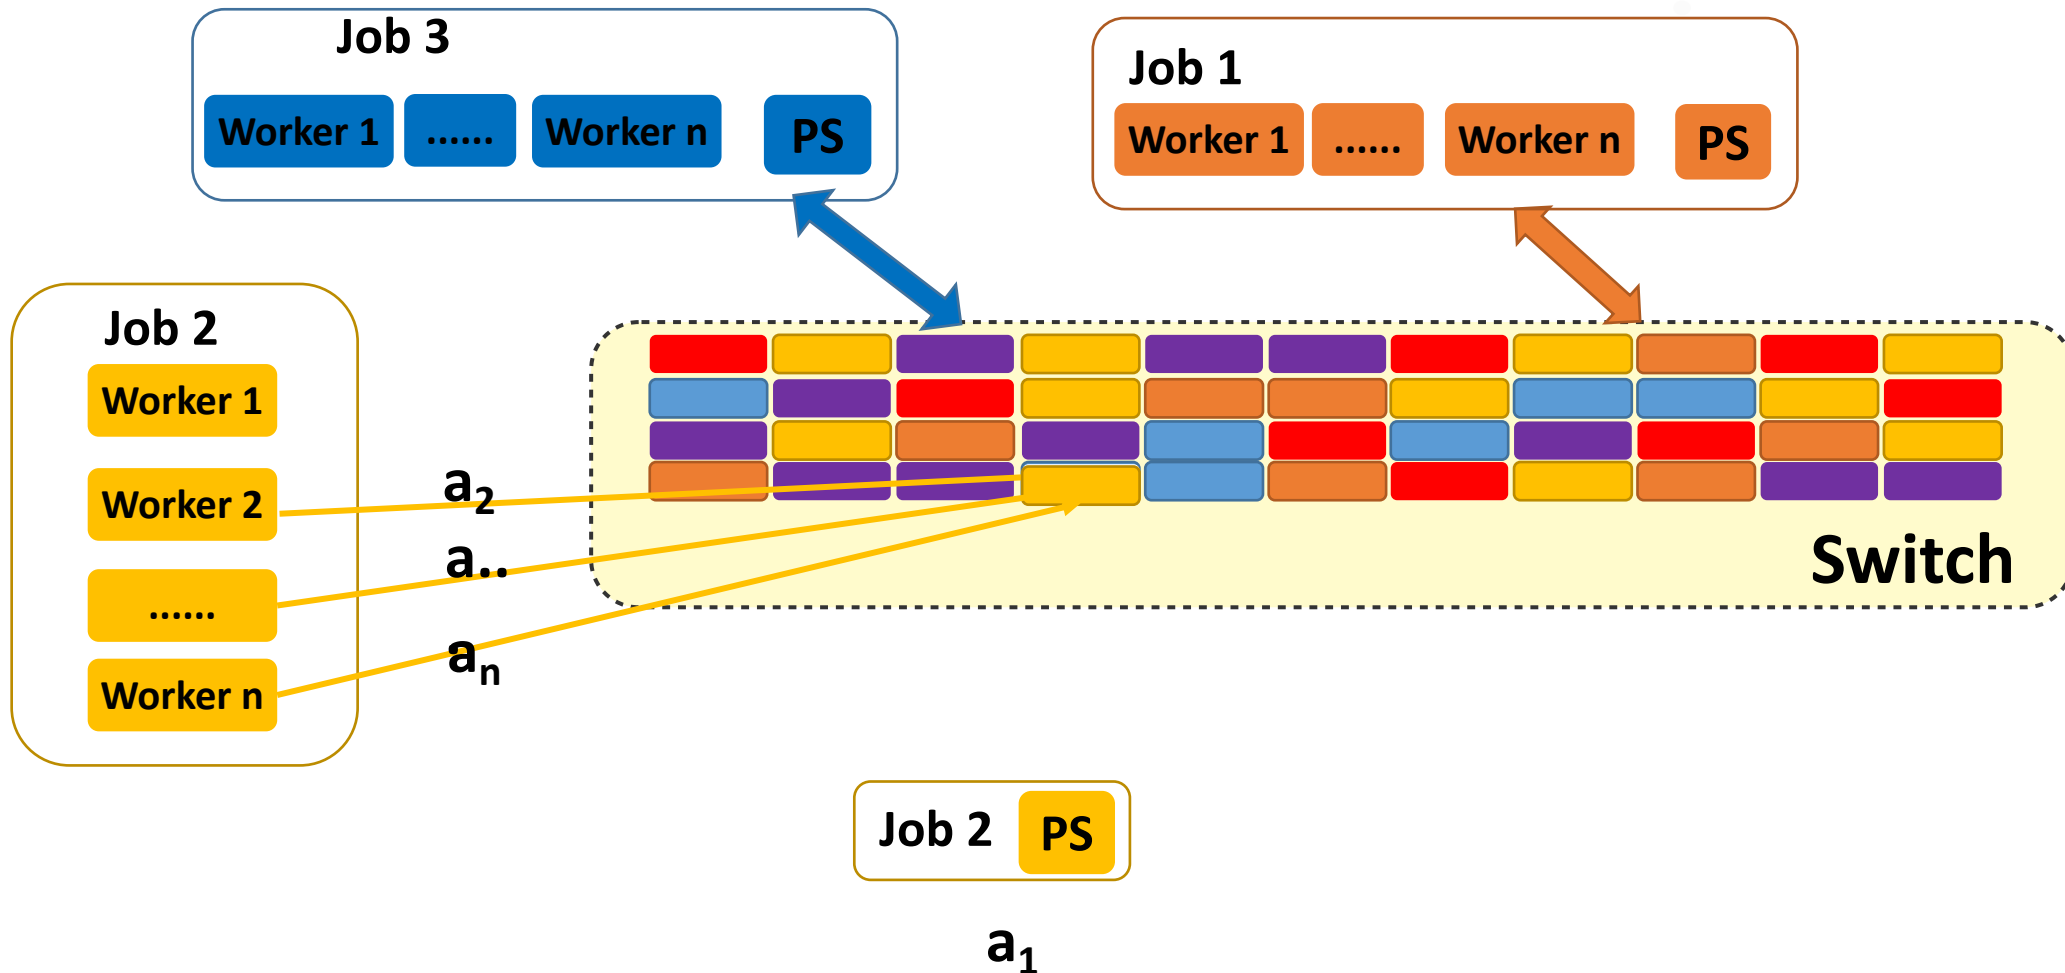 Job 3
Worker 1 ...... Worker n PS
Job 1
Worker 1 ...... Worker n PS
Job 2
Worker 1
Worker 2
......
Worker n
a₂
a..
aₙ
Switch
Job 2 PS
a₁